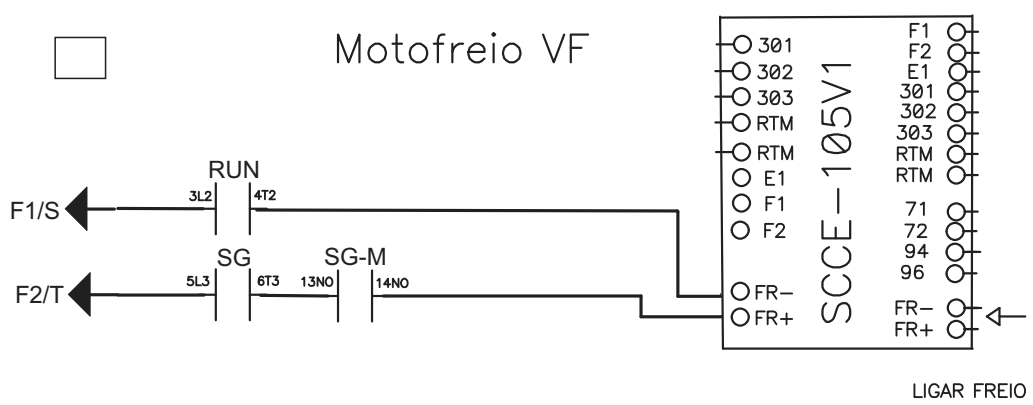 Motofreio VF
301
302
303
RTM
RTM
E1
F1
F2
FR-
FR+
SCCE-105V1
F1
F2
E1
301
302
303
RTM
RTM
71
72
94
96
FR-
FR+
RUN
F1/S
3L2
4T2
SG
SG-M
F2/T
5L3
6T3
13NO
14NO
LIGAR FREIO